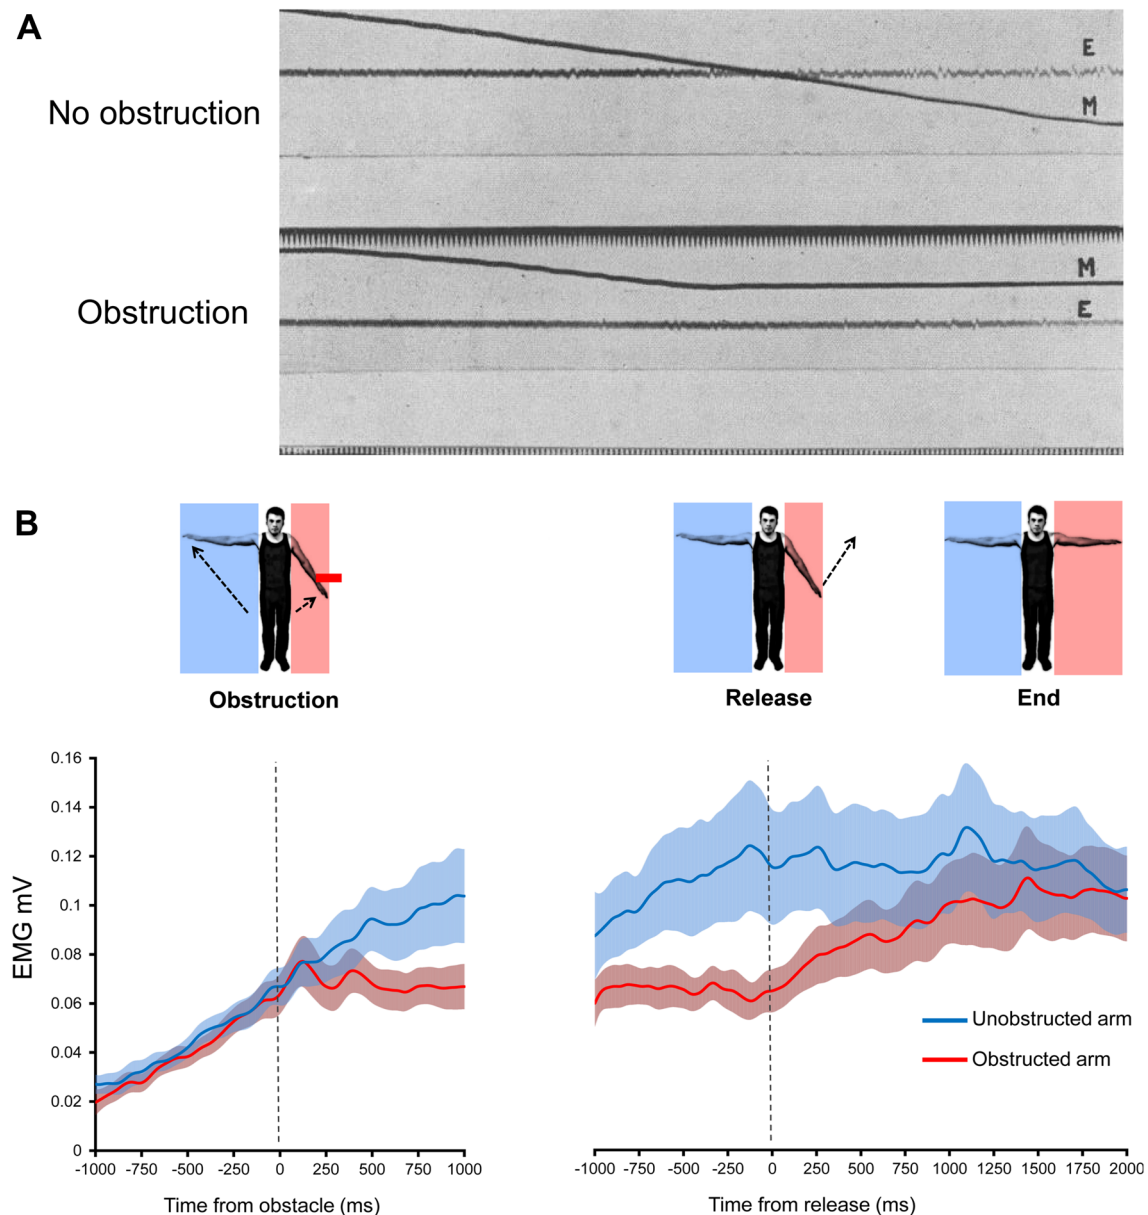 A
No obstruction
E
M
Obstruction
M
E
B
Obstruction
Release
End
EMG mV
0.16
0.14
0.12
0.1
0.08
0.06
0.04
0.02
0
-1000 -750 -500 -250 0 250 500 750 1000
Time from obstacle (ms)
-1000 -750 -500 -250 0 250 500 750 1000 1250 1500 1750 2000
Time from release (ms)
Unobstructed arm
Obstructed arm